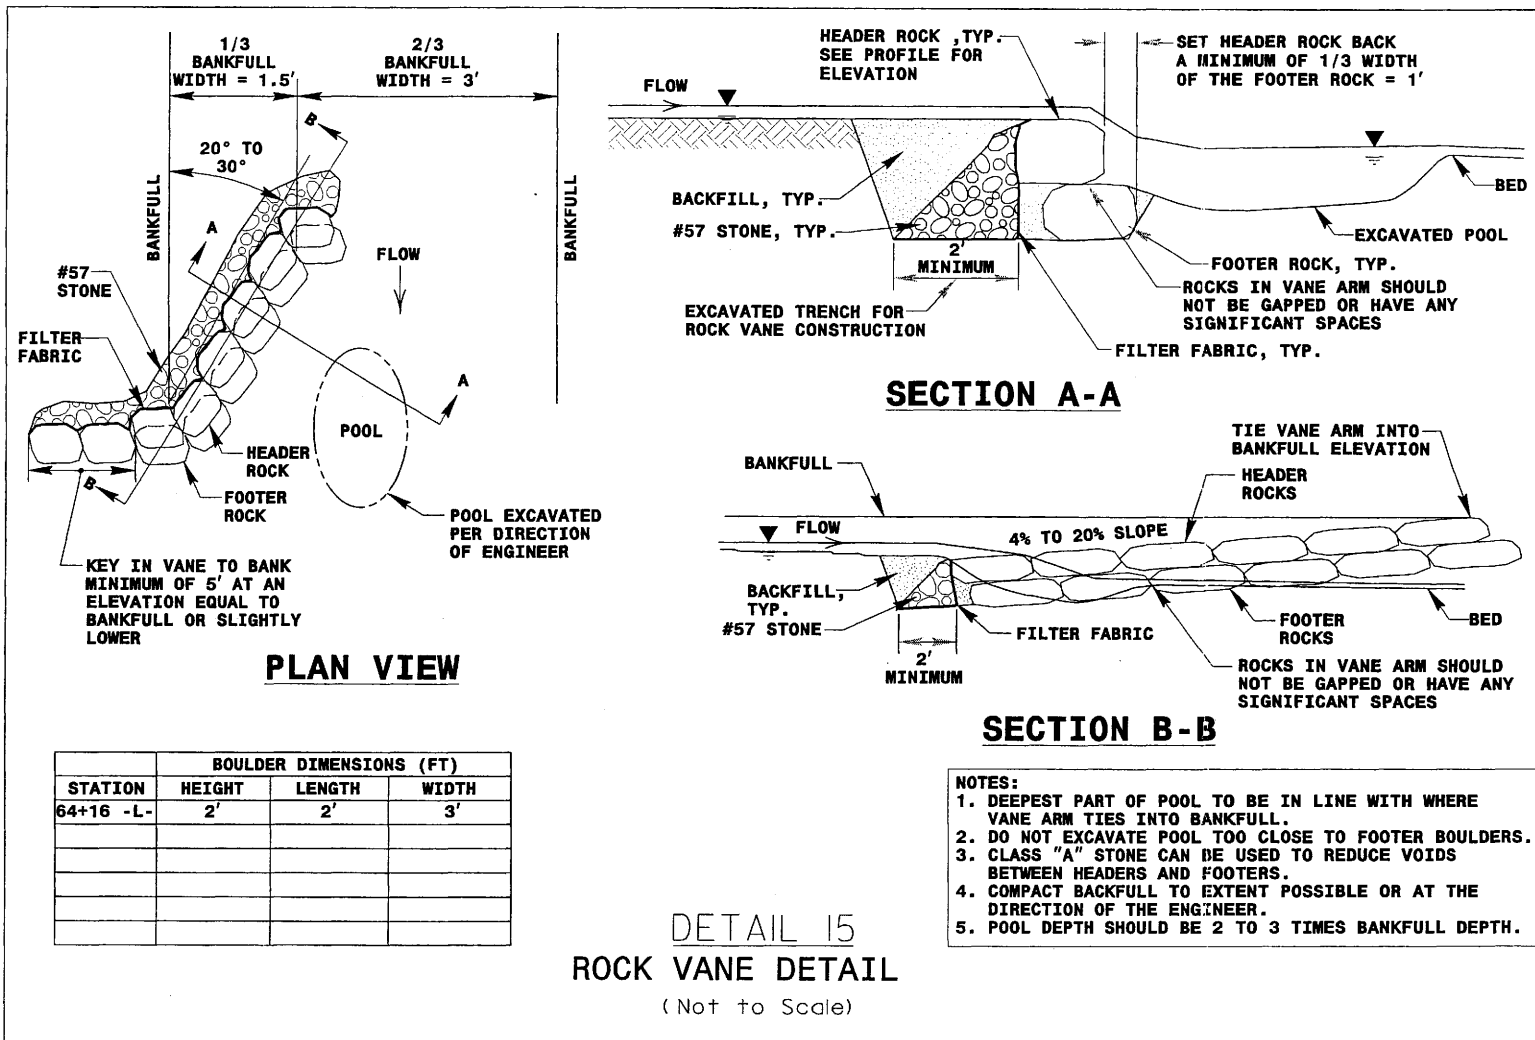 1/3
BANKFULL
WIDTH = 1.5'
2/3
BANKFULL
WIDTH = 3'
B
20° TO
30°
BANKFULL
BANKFULL
A
FLOW
#57
STONE
FILTER
FABRIC
A
POOL
HEADER
ROCK
B
FOOTER
ROCK
POOL EXCAVATED
PER DIRECTION
OF ENGINEER
KEY IN VANE TO BANK
MINIMUM OF 5' AT AN
ELEVATION EQUAL TO
BANKFULL OR SLIGHTLY
LOWER
PLAN VIEW
HEADER ROCK ,TYP.
SEE PROFILE FOR
ELEVATION
SET HEADER ROCK BACK
A MINIMUM OF 1/3 WIDTH
OF THE FOOTER ROCK = 1'
FLOW
BACKFILL, TYP.
#57 STONE, TYP.
BED
EXCAVATED POOL
2'
MINIMUM
FOOTER ROCK, TYP.
ROCKS IN VANE ARM SHOULD
NOT BE GAPPED OR HAVE ANY
SIGNIFICANT SPACES
EXCAVATED TRENCH FOR
ROCK VANE CONSTRUCTION
FILTER FABRIC, TYP.
SECTION A-A
TIE VANE ARM INTO
BANKFULL ELEVATION
BANKFULL
HEADER
ROCKS
FLOW
4% TO 20% SLOPE
BACKFILL,
TYP.
#57 STONE
FILTER FABRIC
FOOTER
ROCKS
BED
2'
MINIMUM
ROCKS IN VANE ARM SHOULD
NOT BE GAPPED OR HAVE ANY
SIGNIFICANT SPACES
SECTION B-B
BOULDER DIMENSIONS (FT)
STATION HEIGHT LENGTH WIDTH
64+16 -L- 2' 2' 3'
NOTES:
1. DEEPEST PART OF POOL TO BE IN LINE WITH WHERE
VANE ARM TIES INTO BANKFULL.
2. DO NOT EXCAVATE POOL TOO CLOSE TO FOOTER BOULDERS.
3. CLASS "A" STONE CAN BE USED TO REDUCE VOIDS
BETWEEN HEADERS AND FOOTERS.
4. COMPACT BACKFULL TO EXTENT POSSIBLE OR AT THE
DIRECTION OF THE ENGINEER.
5. POOL DEPTH SHOULD BE 2 TO 3 TIMES BANKFULL DEPTH.
DETAIL 15
ROCK VANE DETAIL
(Not to Scale)